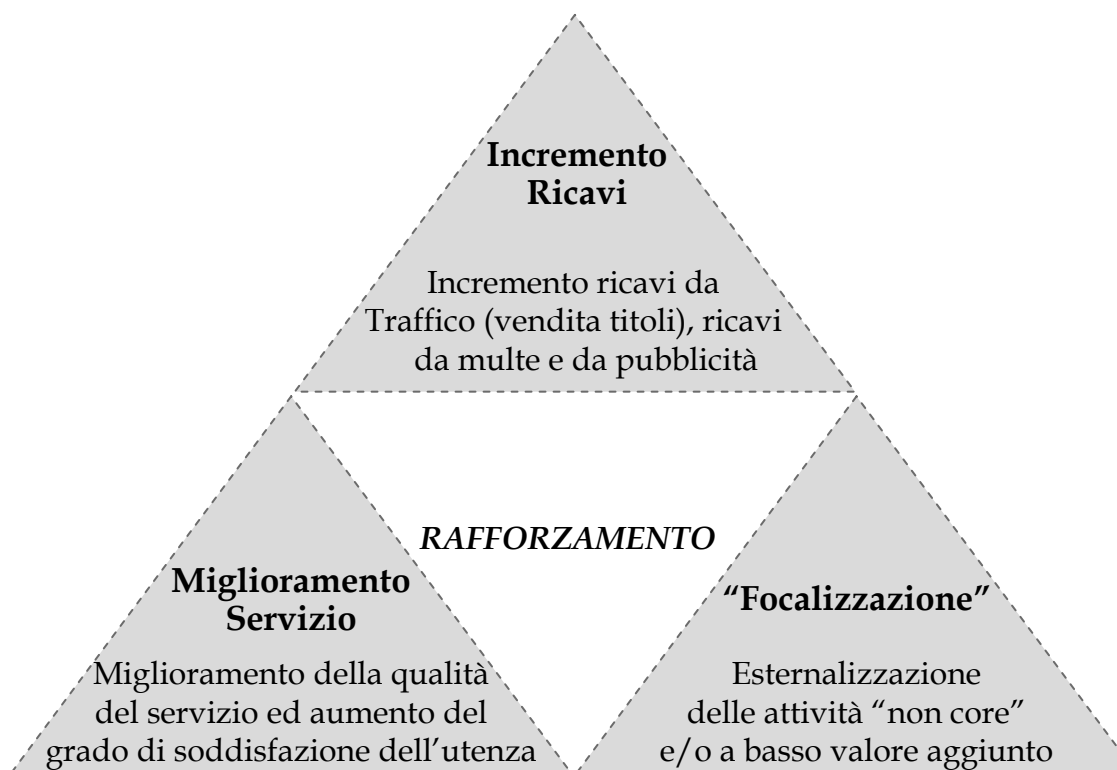 Incremento
Ricavi
Incremento ricavi da
Traffico (vendita titoli), ricavi
da multe e da pubblicità
RAFFORZAMENTO
Miglioramento
Servizio
Miglioramento della qualità
del servizio ed aumento del
grado di soddisfazione dell’utenza
“Focalizzazione”
Esternalizzazione
delle attività “non core”
e/o a basso valore aggiunto